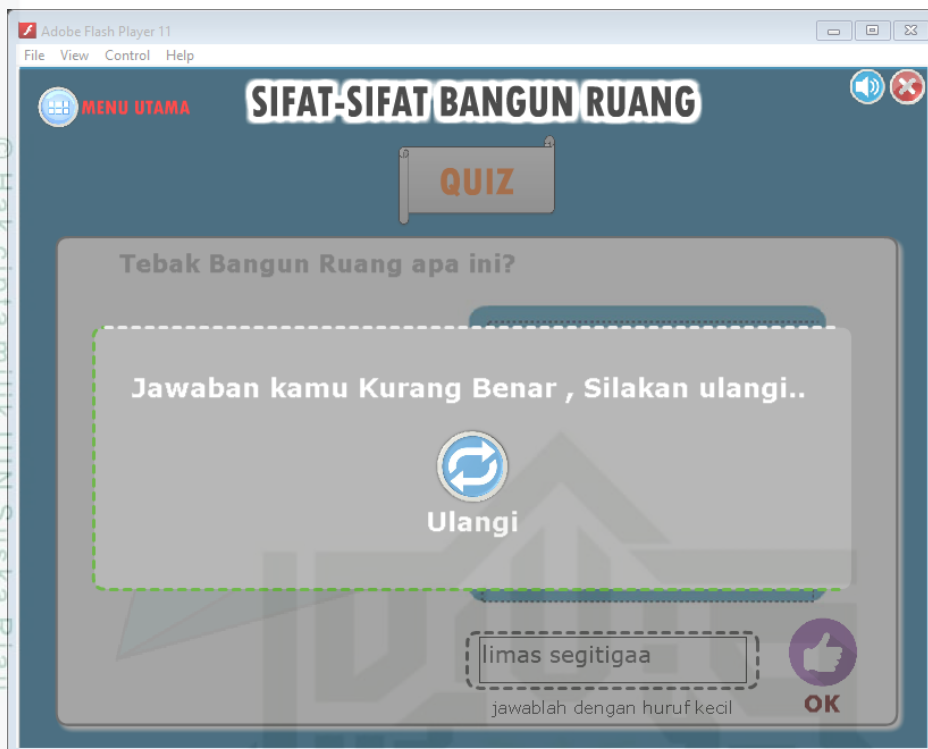 Adobe Flash Player 11
File View Control Help
MENU UTAMA
SIFAT-SIFAT BANGUN RUANG
QUIZ
Tebak Bangun Ruang apa ini?
Jawaban kamu Kurang Benar , Silakan ulangi..
Ulangi
limas segitigaa
jawablah dengan huruf kecil
OK